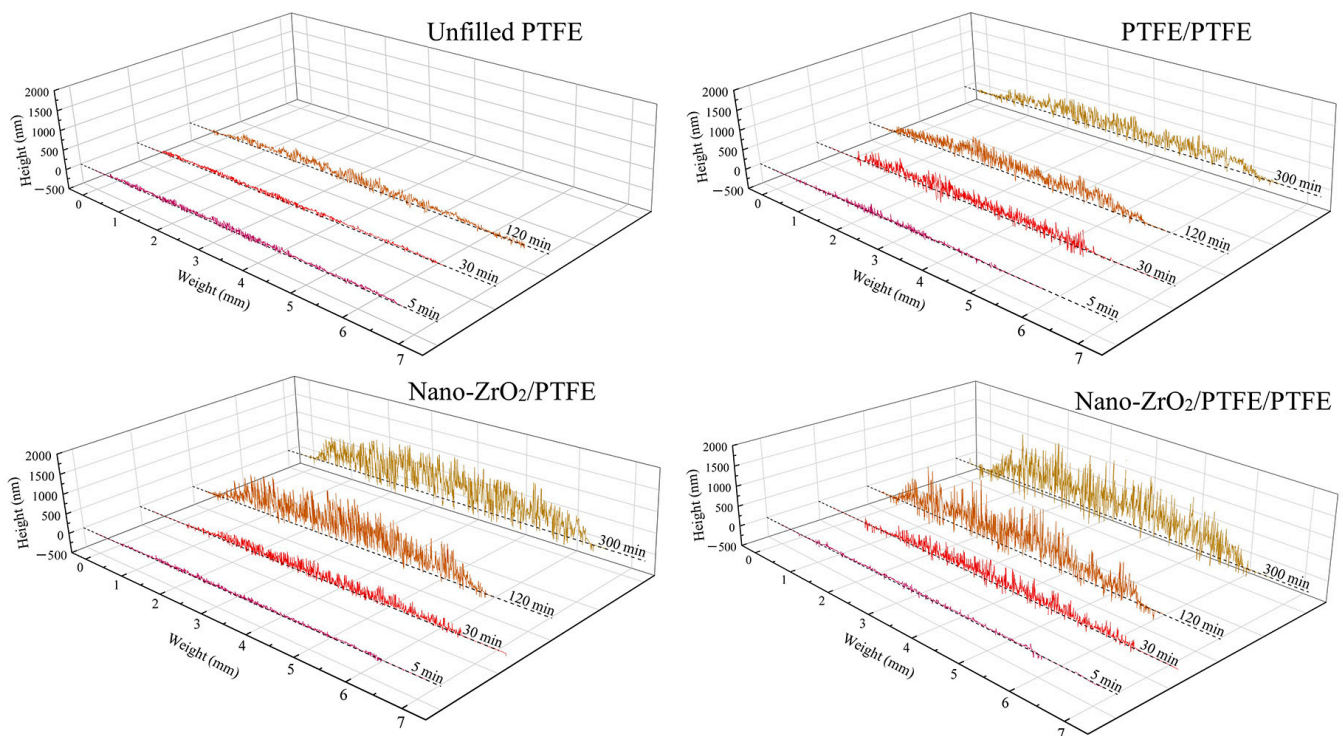 Unfilled PTFE
Height (nm)
2000
1500
1000
500
0
−500
0
1
2
3
4
5
6
7
Weight (mm)
120 min
30 min
5 min
PTFE/PTFE
Height (nm)
2000
1500
1000
500
0
−500
0
1
2
3
4
5
6
7
Weight (mm)
300 min
120 min
30 min
5 min
Nano-ZrO₂/PTFE
Height (nm)
2000
1500
1000
500
0
−500
0
1
2
3
4
5
6
7
Weight (mm)
300 min
120 min
30 min
5 min
Nano-ZrO₂/PTFE/PTFE
Height (nm)
2000
1500
1000
500
0
−500
0
1
2
3
4
5
6
7
Weight (mm)
300 min
120 min
30 min
5 min